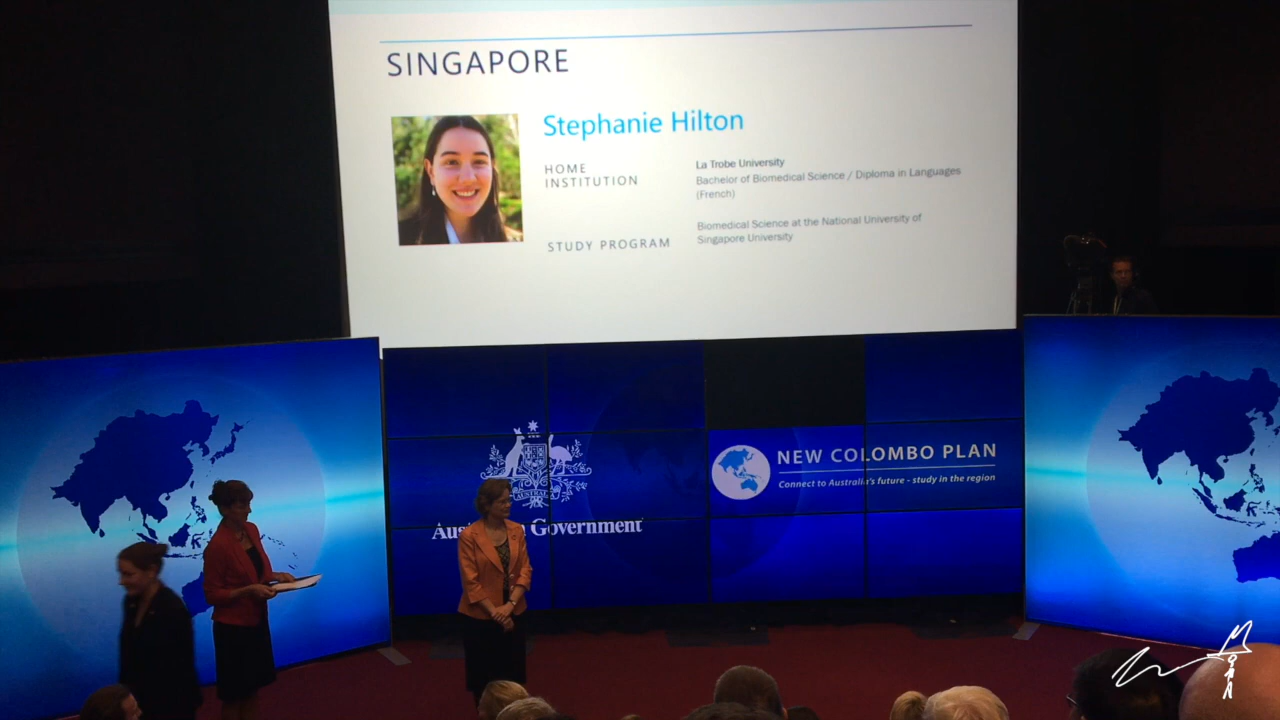 SINGAPORE
Stephanie Hilton
HOME
INSTITUTION
La Trobe University
Bachelor of Biomedical Science / Diploma in Languages
(French)
STUDY PROGRAM
Biomedical Science at the National University of
Singapore University
AUSTRALIA
Government
NEW COLOMBO PLAN
Connect to Australia's future - study in the region